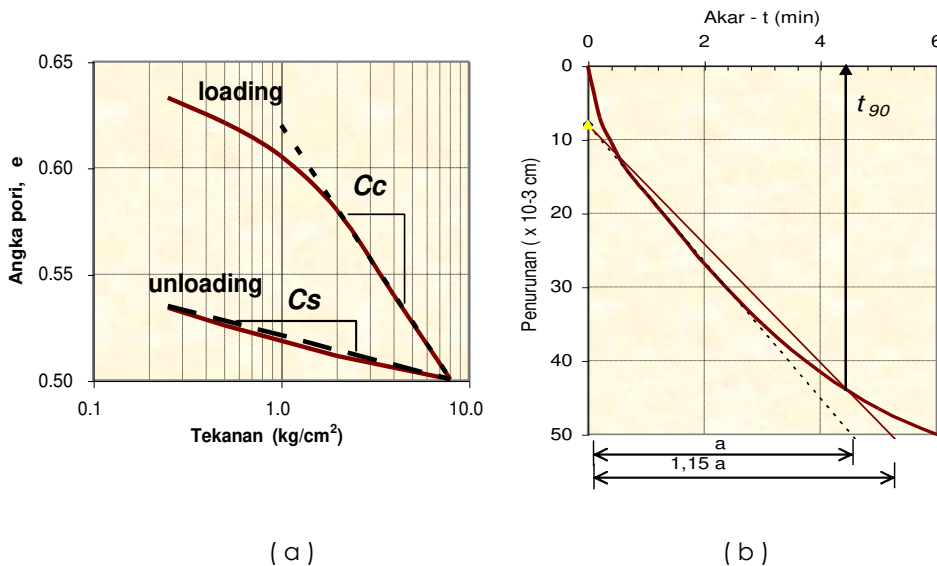 0.65
0.60
0.55
0.50
Angka pori, e
loading
Cc
unloading
Cs
0.1
1.0
10.0
Tekanan (kg/cm²)
( a )
Akar - t (min)
0
2
4
6
0
10
20
30
40
50
Penurunan ( x 10-3 cm)
t 90
a
1,15 a
( b )